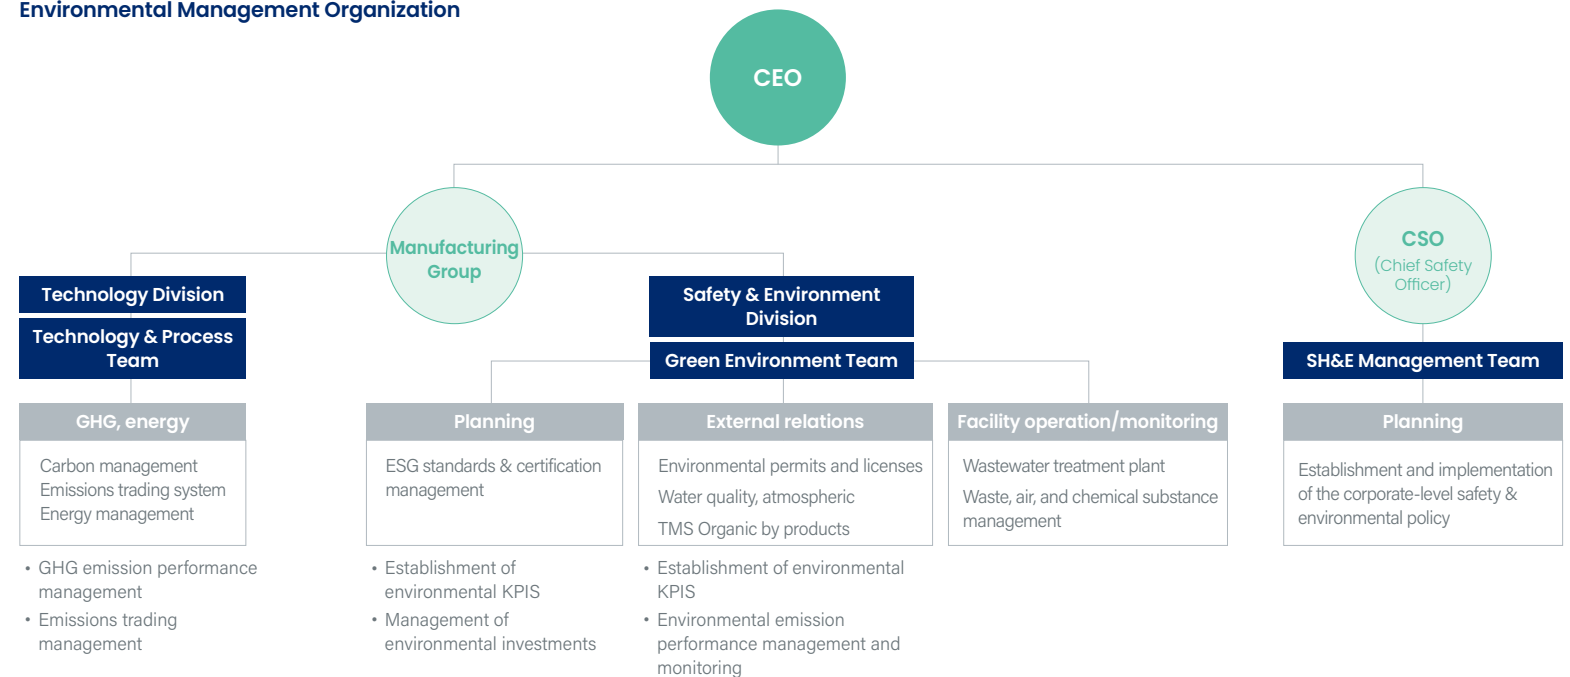 Environmental Management Organization
CEO
Manufacturing
Group
CSO
(Chief Safety
Officer)
Technology Division
Technology & Process
Team
Safety & Environment
Division
Green Environment Team
SH&E Management Team
GHG, energy
Carbon management
Emissions trading system
Energy management
• GHG emission performance
management
• Emissions trading
management
Planning
ESG standards & certification
management
• Establishment of
environmental KPIS
• Management of
environmental investments
External relations
Environmental permits and licenses
Water quality, atmospheric
TMS Organic by products
• Establishment of environmental
KPIS
• Environmental emission
performance management and
monitoring
Facility operation/monitoring
Wastewater treatment plant
Waste, air, and chemical substance
management
Planning
Establishment and implementation
of the corporate-level safety &
environmental policy